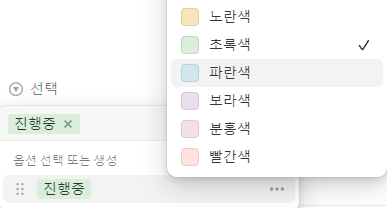 노란색
초록색
파란색
선택
보라색
진행중
분홍색
옵션 선택 또는 생성
빨간색
진행중